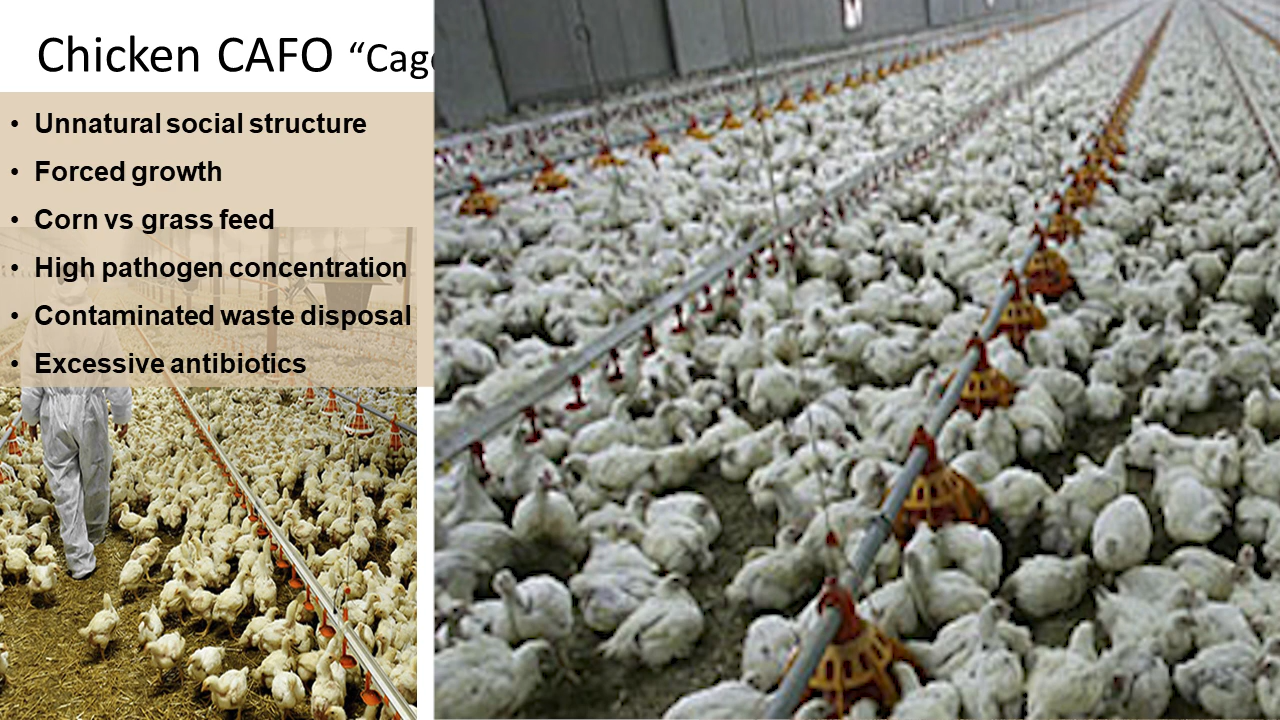 Chicken CAFO “Cag
• Unnatural social structure
• Forced growth
• Corn vs grass feed
• High pathogen concentration
• Contaminated waste disposal
• Excessive antibiotics